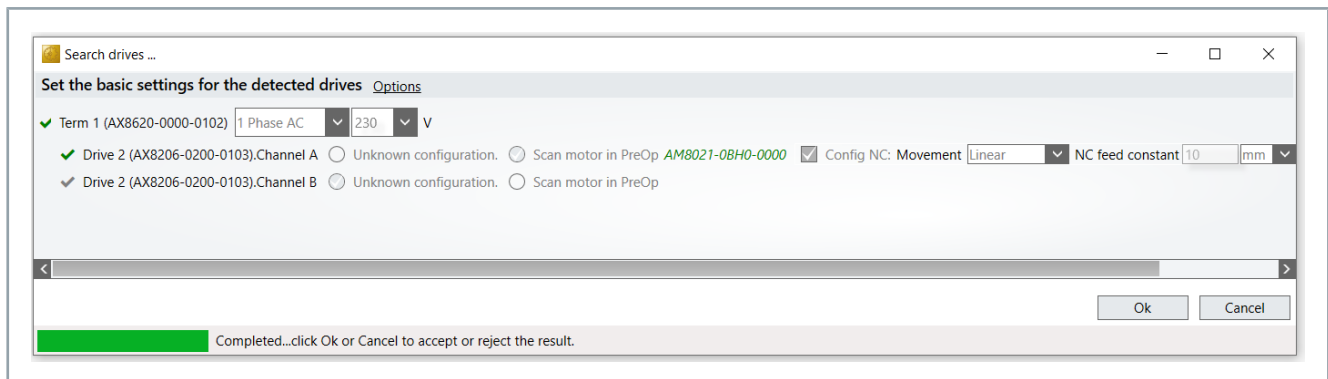 Search drives ...
Set the basic settings for the detected drives Options
Term 1 (AX8620-0000-0102) 1 Phase AC 230 V
Drive 2 (AX8206-0200-0103).Channel A Unknown configuration. Scan motor in PreOp AM8021-0BH0-0000 Config NC: Movement Linear NC feed constant 10 mm
Drive 2 (AX8206-0200-0103).Channel B Unknown configuration. Scan motor in PreOp
Ok Cancel
Completed...click Ok or Cancel to accept or reject the result.